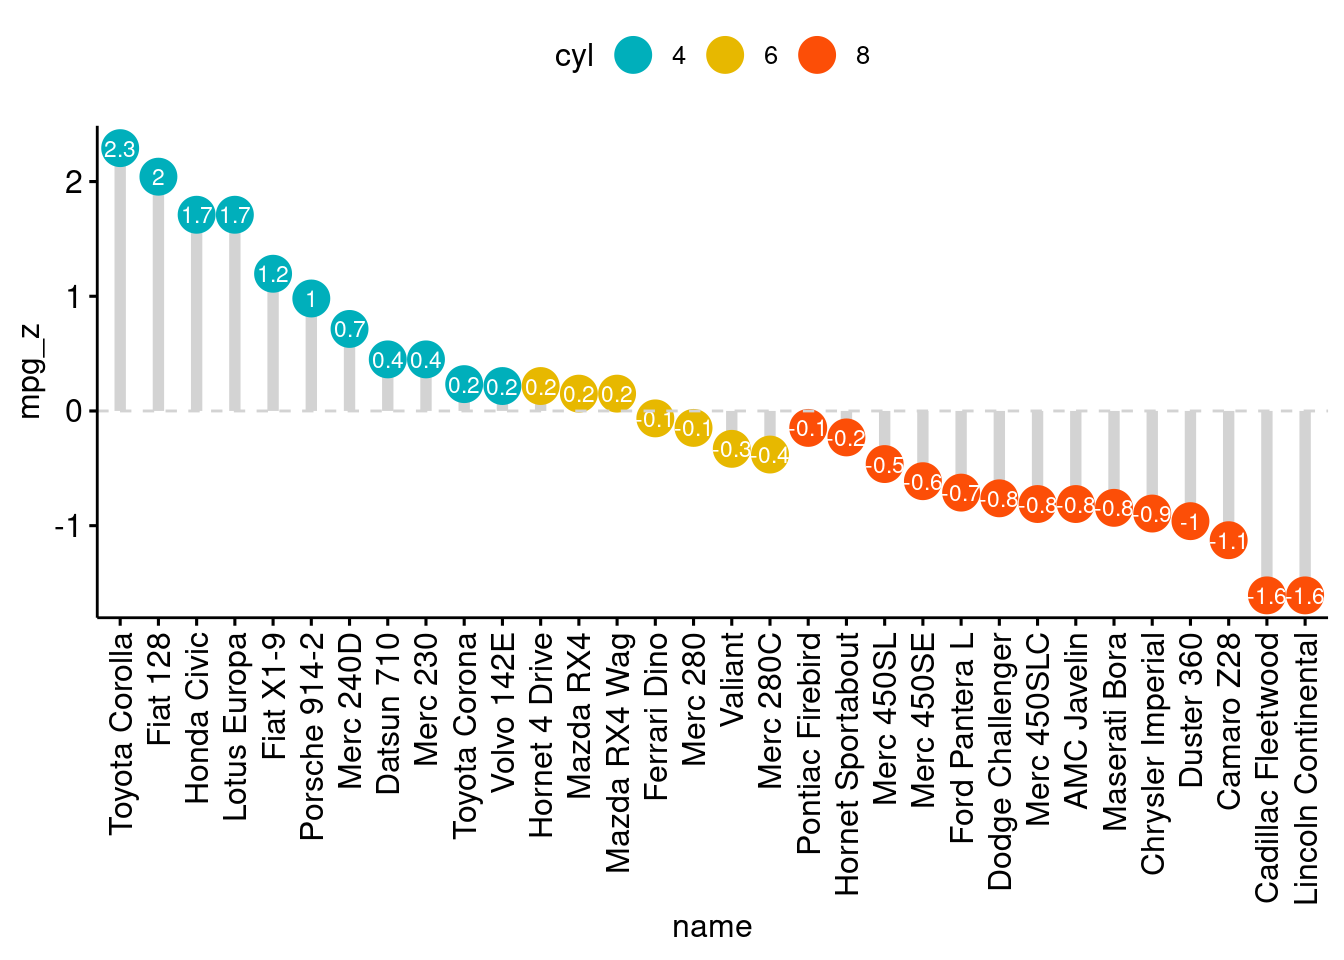 cyl 4 6 8
2.3
2
1.7 1.7
1.2
1
0.7
0.4 0.4
0.2 0.2 0.2 0.2 0.2
-0.1 -0.1 -0.3 -0.4 -0.1 -0.2 -0.5 -0.6 -0.7 -0.8 -0.8 -0.8 -0.8 -0.9 -1 -1.1 -1.6 -1.6
2
1
0
-1
mpg_z
Toyota Corolla
Fiat 128
Honda Civic
Lotus Europa
Fiat X1-9
Porsche 914-2
Merc 240D
Datsun 710
Merc 230
Toyota Corona
Volvo 142E
Hornet 4 Drive
Mazda RX4
Mazda RX4 Wag
Ferrari Dino
Merc 280
Valiant
Merc 280C
Pontiac Firebird
Hornet Sportabout
Merc 450SL
Merc 450SE
Ford Pantera L
Dodge Challenger
Merc 450SLC
AMC Javelin
Maserati Bora
Chrysler Imperial
Duster 360
Camaro Z28
Cadillac Fleetwood
Lincoln Continental
name